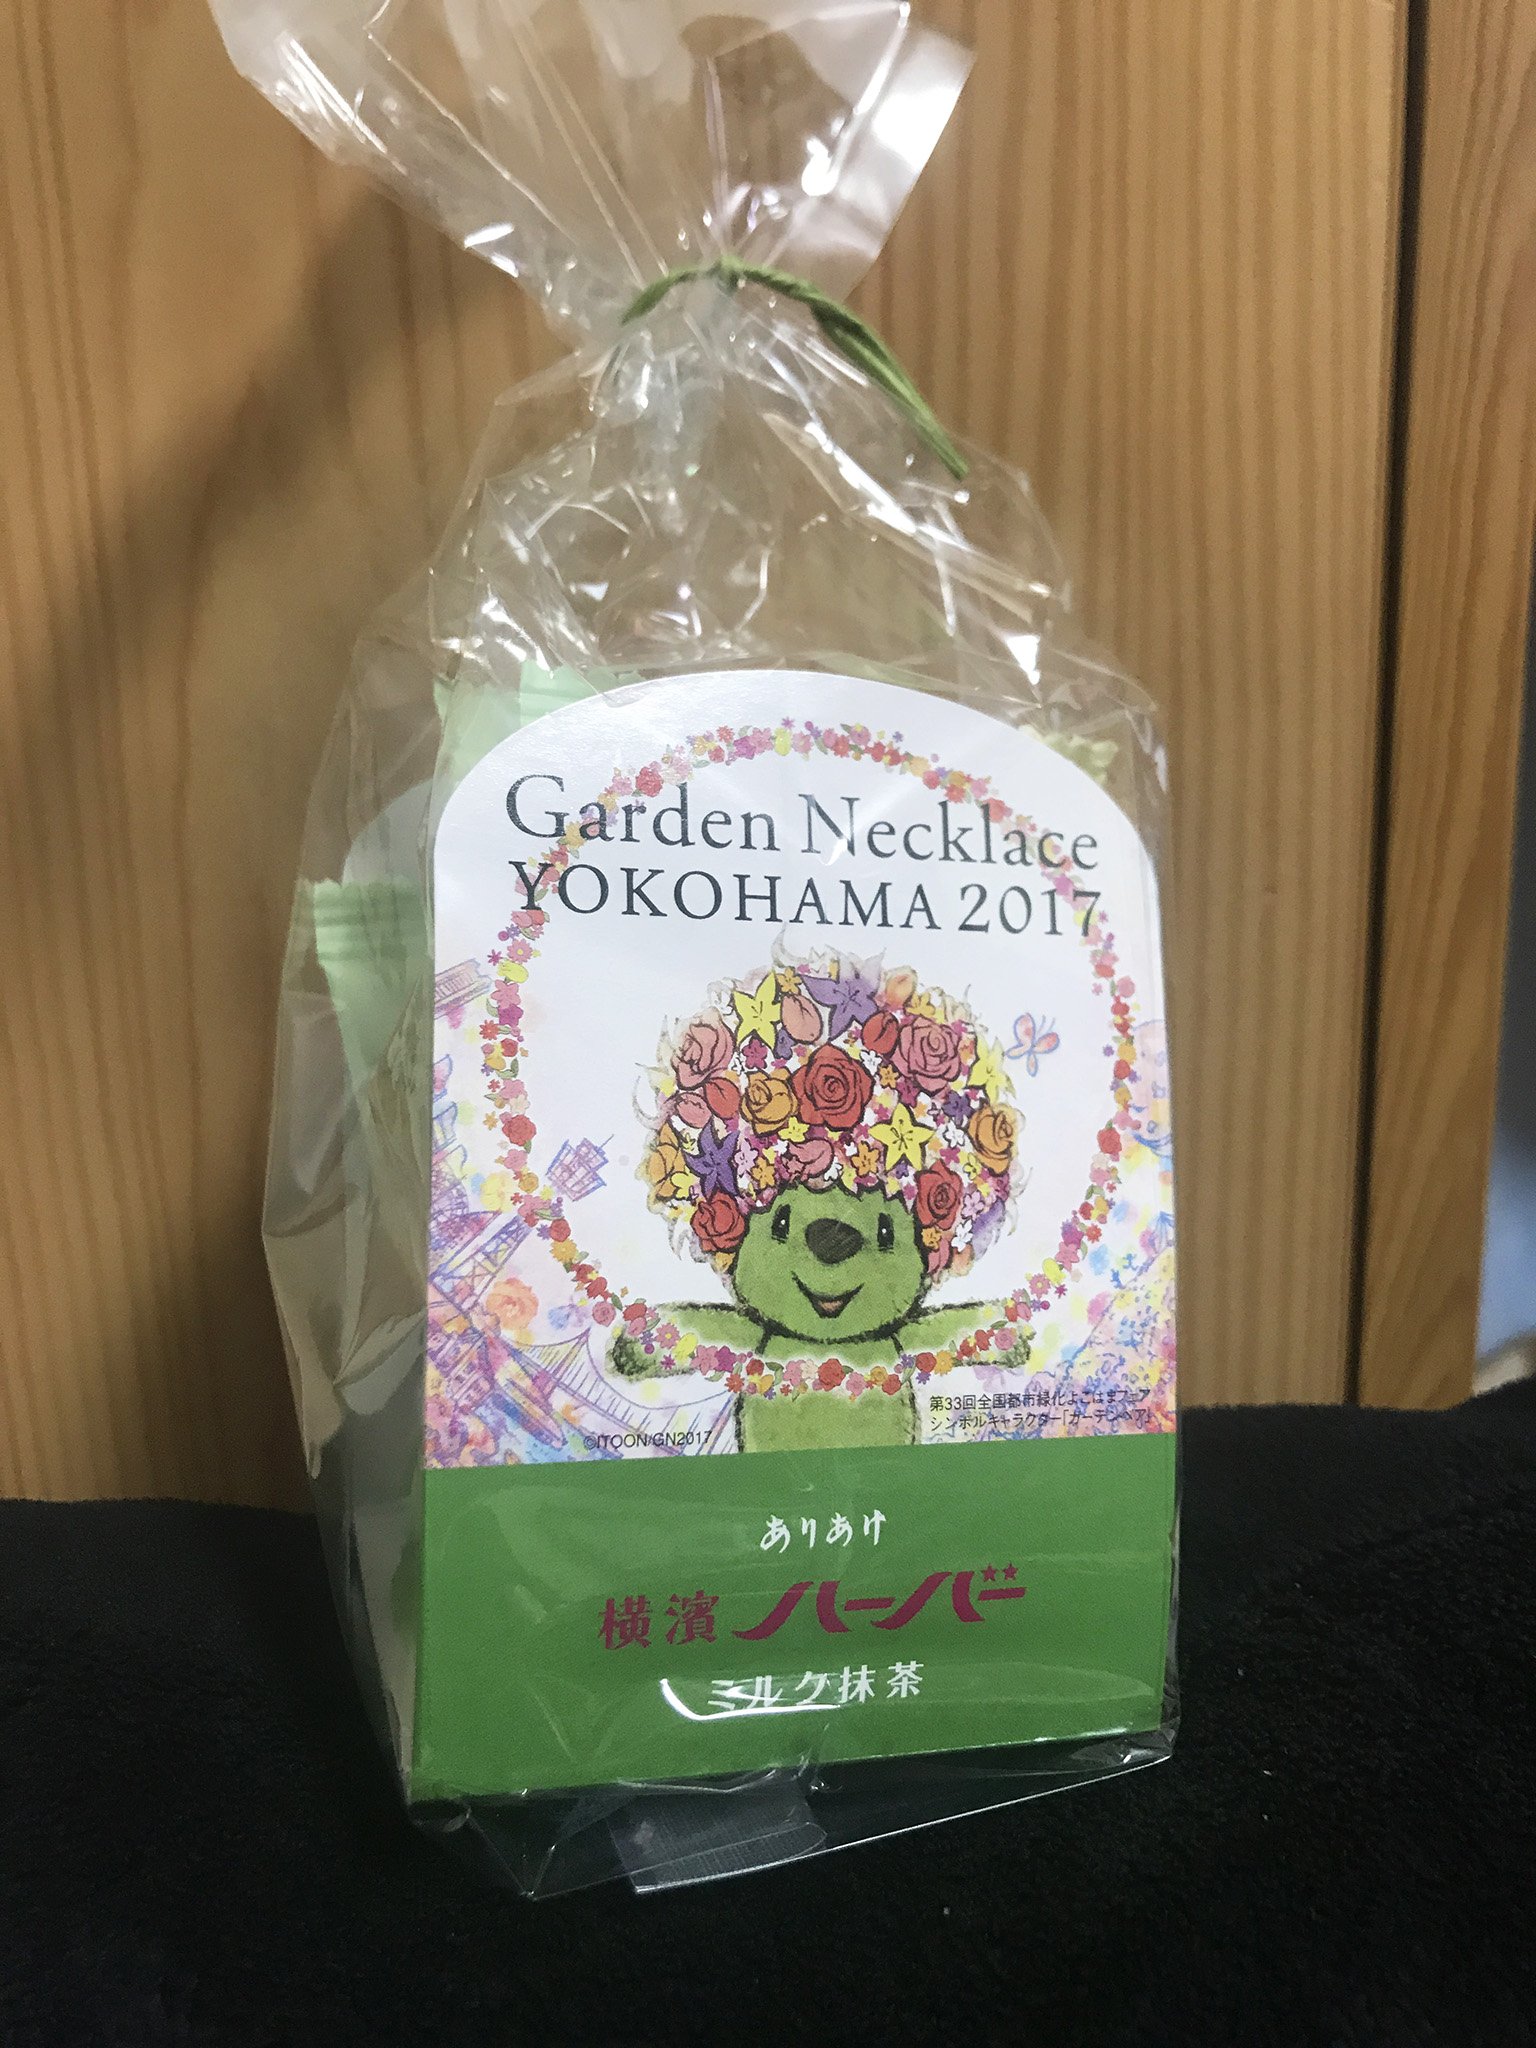 Garden Necklace
YOKOHAMA 2017
第33回全国都市緑化よこはまフェア
シンボルキャラクター「ガーデンベア」
©ITOON/GN2017
ありあけ
横濱ハーバー
ミルク抹茶